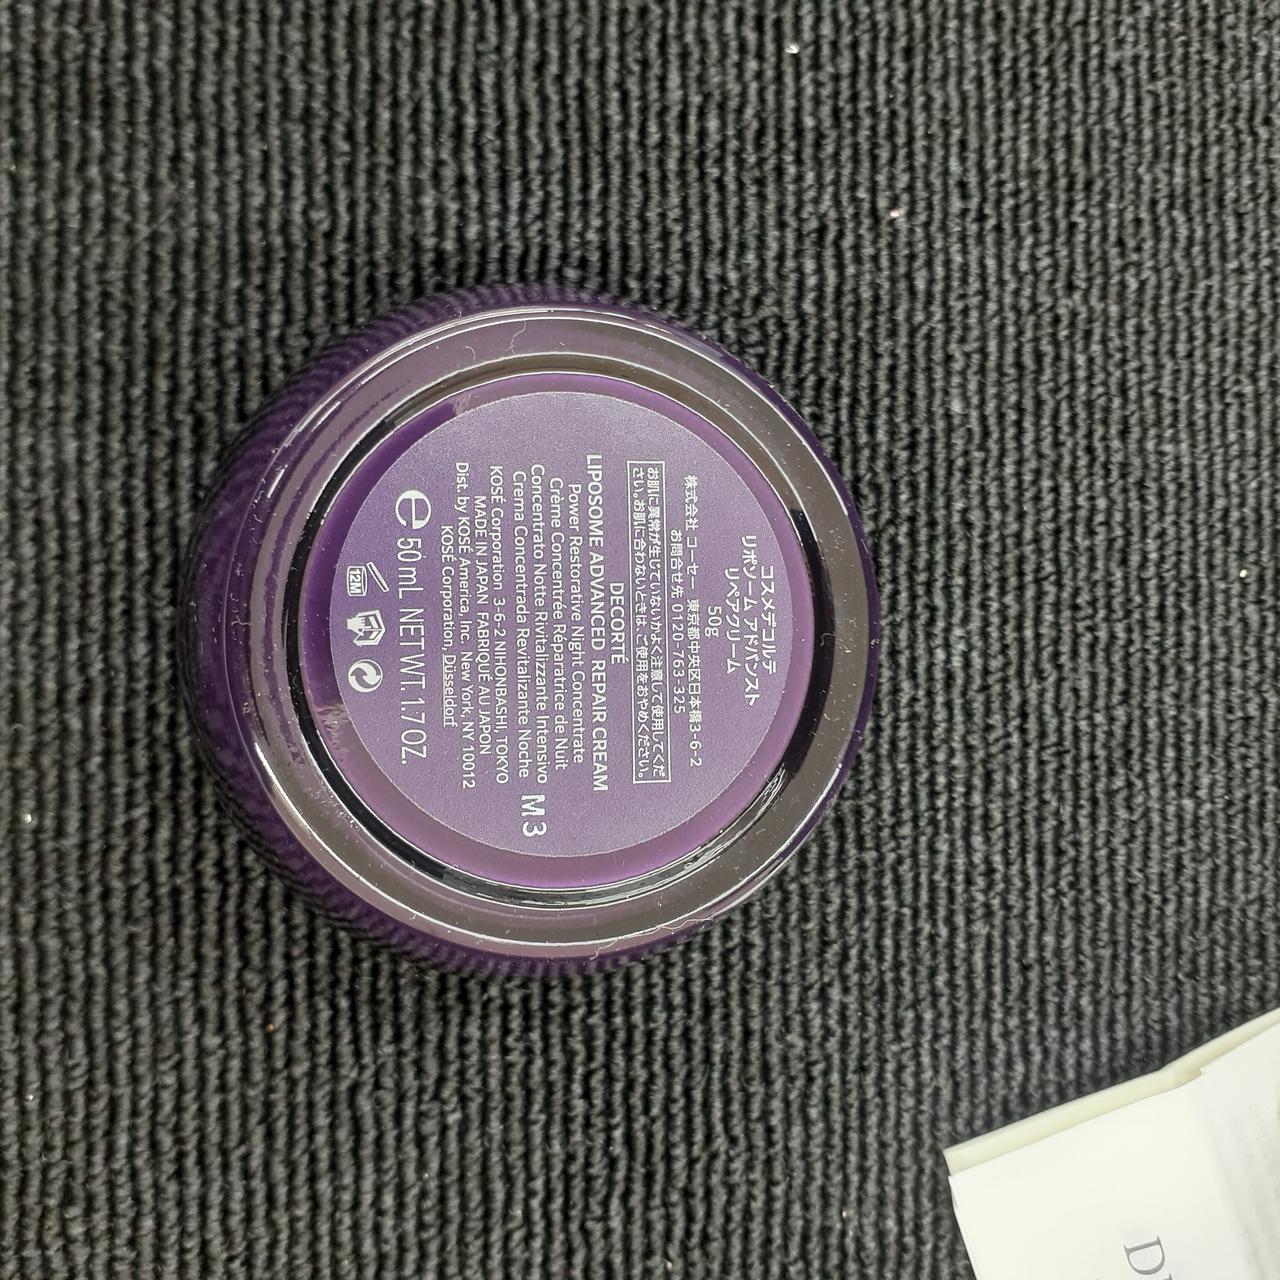 コスメデコルテ
リポソーム アドバンスト
リペアクリーム
50g
株式会社 コーセー 東京都中央区日本橋3-6-2
お問合せ先 0120-763-325
お肌に異常が生じていないかよく注意して使用してくだ
さい。お肌に合わないときは、ご使用をおやめください。
DECORTÉ
LIPOSOME ADVANCED REPAIR CREAM
Power Restorative Night Concentrate
Crème Concentrée Réparatrice de Nuit
Concentrato Notte Rivitalizzante Intensivo
Crema Concentrada Revitalizante Noche
M3
KOSÉ Corporation 3-6-2 NIHONBASHI, TOKYO
MADE IN JAPAN FABRIQUÉ AU JAPON
Dist. by KOSÉ America, Inc. New York, NY 10012
KOSÉ Corporation, Düsseldorf
12M
e 50mL NET WT. 1.7 OZ.
D